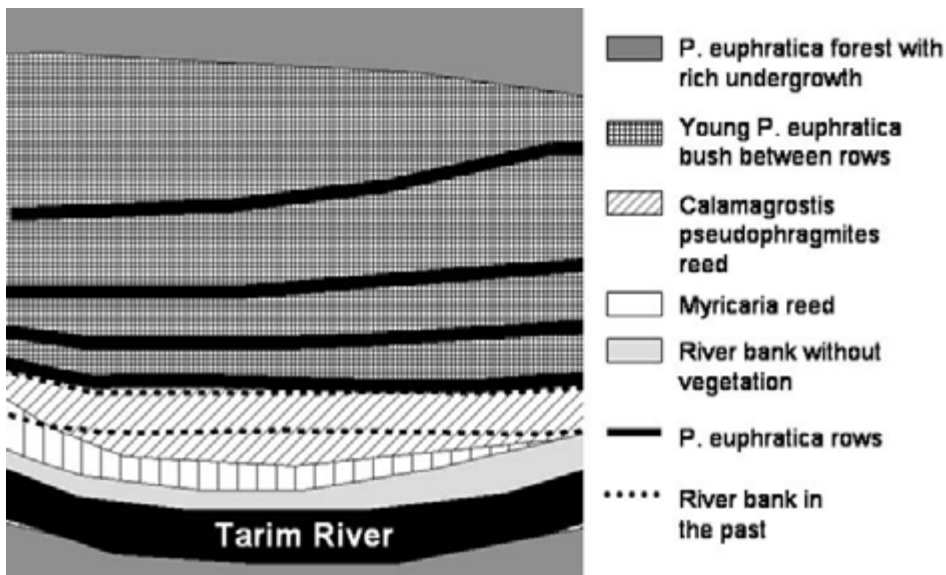 P. euphratica forest with
rich undergrowth
Young P. euphratica
bush between rows
Calamagrostis
pseudophragmites
reed
Myricaria reed
River bank without
vegetation
P. euphratica rows
River bank in
the past
Tarim River